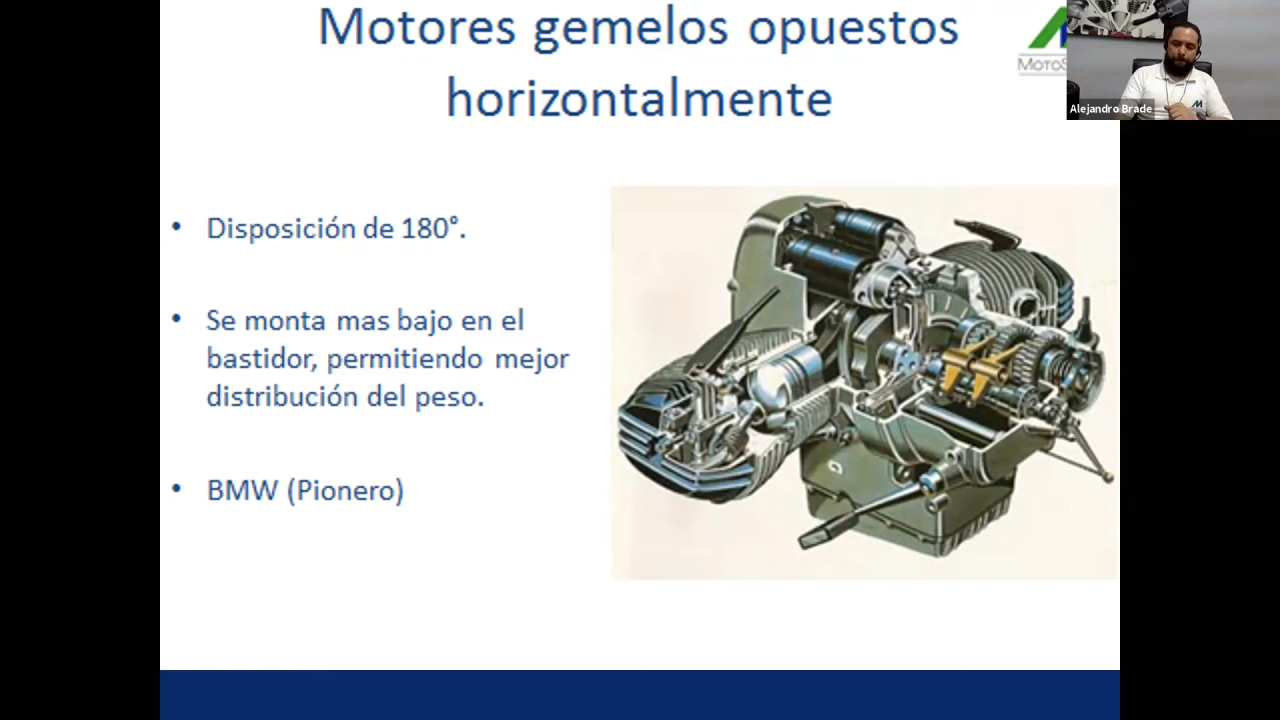 Motores gemelos opuestos
horizontalmente
Alejandro Brade
• Disposición de 180°.
• Se monta mas bajo en el
bastidor, permitiendo mejor
distribución del peso.
• BMW (Pionero)